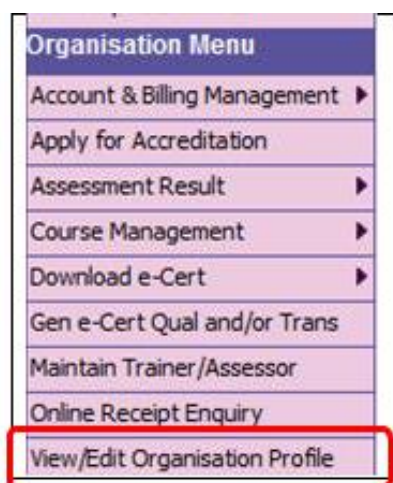 Organisation Menu
Account & Billing Management
Apply for Accreditation
Assessment Result
Course Management
Download e-Cert
Gen e-Cert Qual and/or Trans
Maintain Trainer/Assessor
Online Receipt Enquiry
View/Edit Organisation Profile